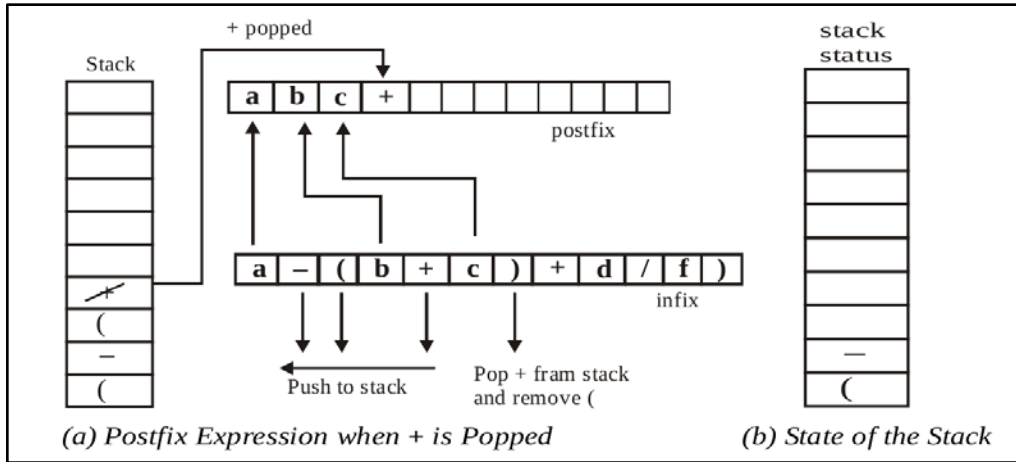 + popped
Stack
a b c +
postfix
a – ( b + c ) + d / f )
infix
+
(
–
(
Push to stack
Pop + fram stack
and remove (
(a) Postfix Expression when + is Popped
stack
status
—
(
(b) State of the Stack